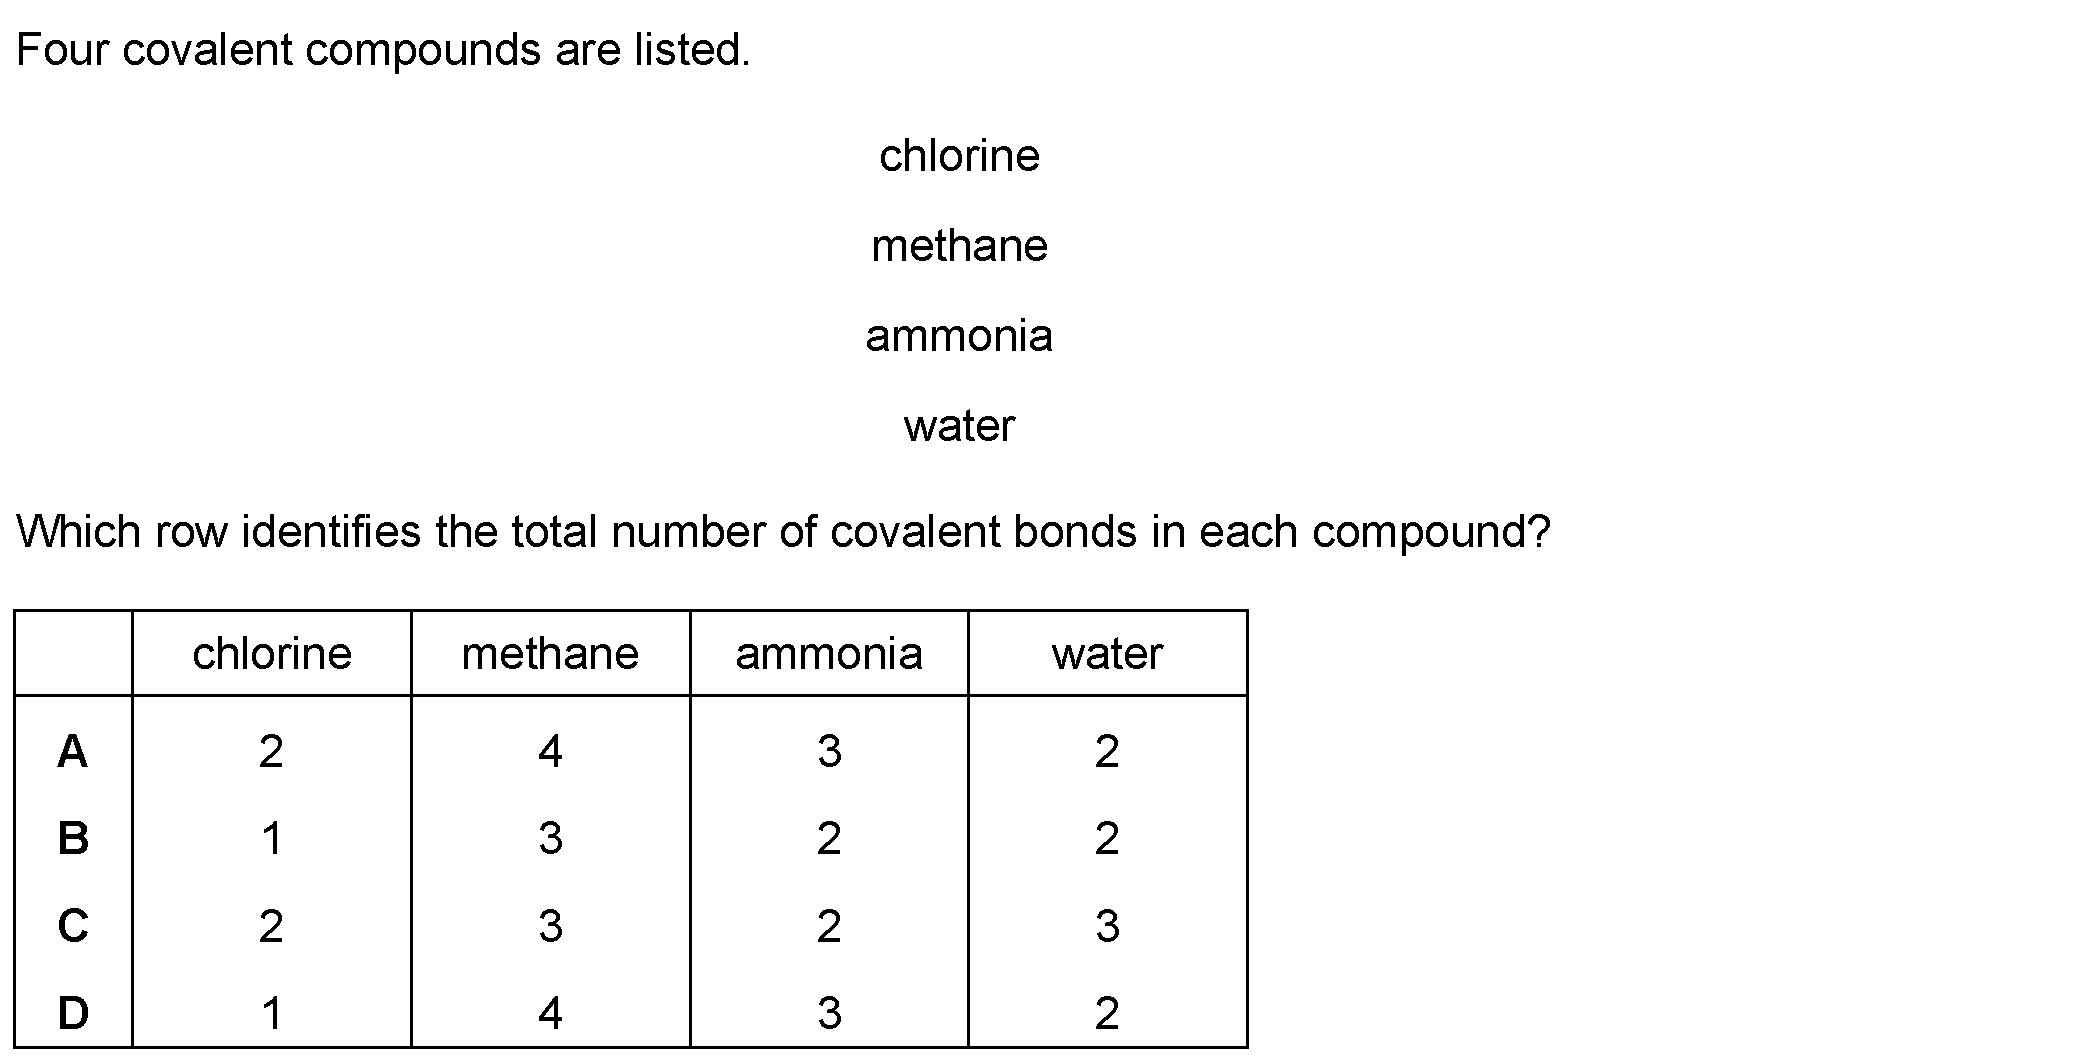 Four covalent compounds are listed.
chlorine
methane
ammonia
water
Which row identifies the total number of covalent bonds in each compound?
chlorine methane ammonia water
A 2 4 3 2
B 1 3 2 2
C 2 3 2 3
D 1 4 3 2